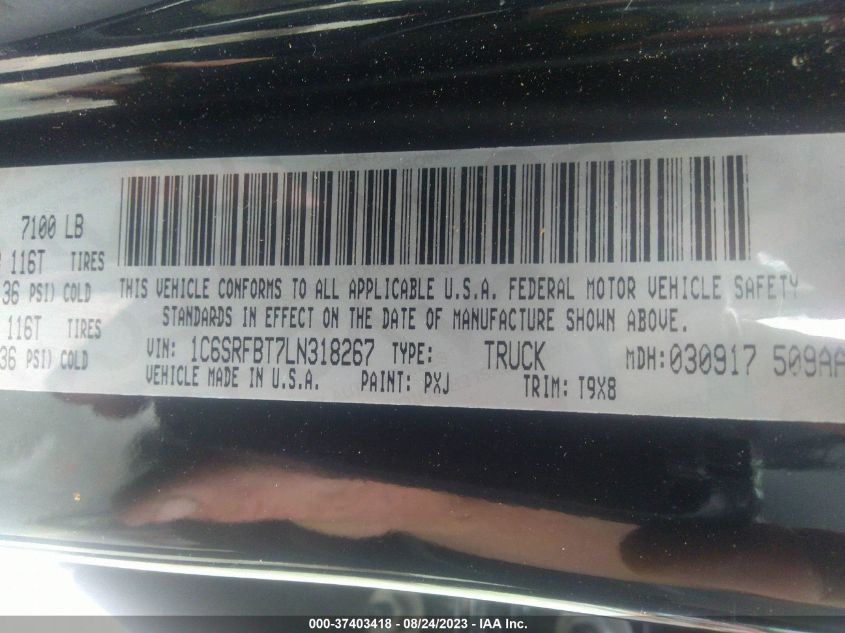 7100 LB
116T TIRES
36 PSI) COLD
116T TIRES
36 PSI) COLD
THIS VEHICLE CONFORMS TO ALL APPLICABLE U.S.A. FEDERAL MOTOR VEHICLE SAFETY
STANDARDS IN EFFECT ON THE DATE OF MANUFACTURE SHOWN ABOVE.
VIN: 1C6SRFBT7LN318267 TYPE: TRUCK MDH: 030917 509AA
VEHICLE MADE IN U.S.A. PAINT: PXJ TRIM: T9X8
000-37403418 - 08/24/2023 - IAA Inc.